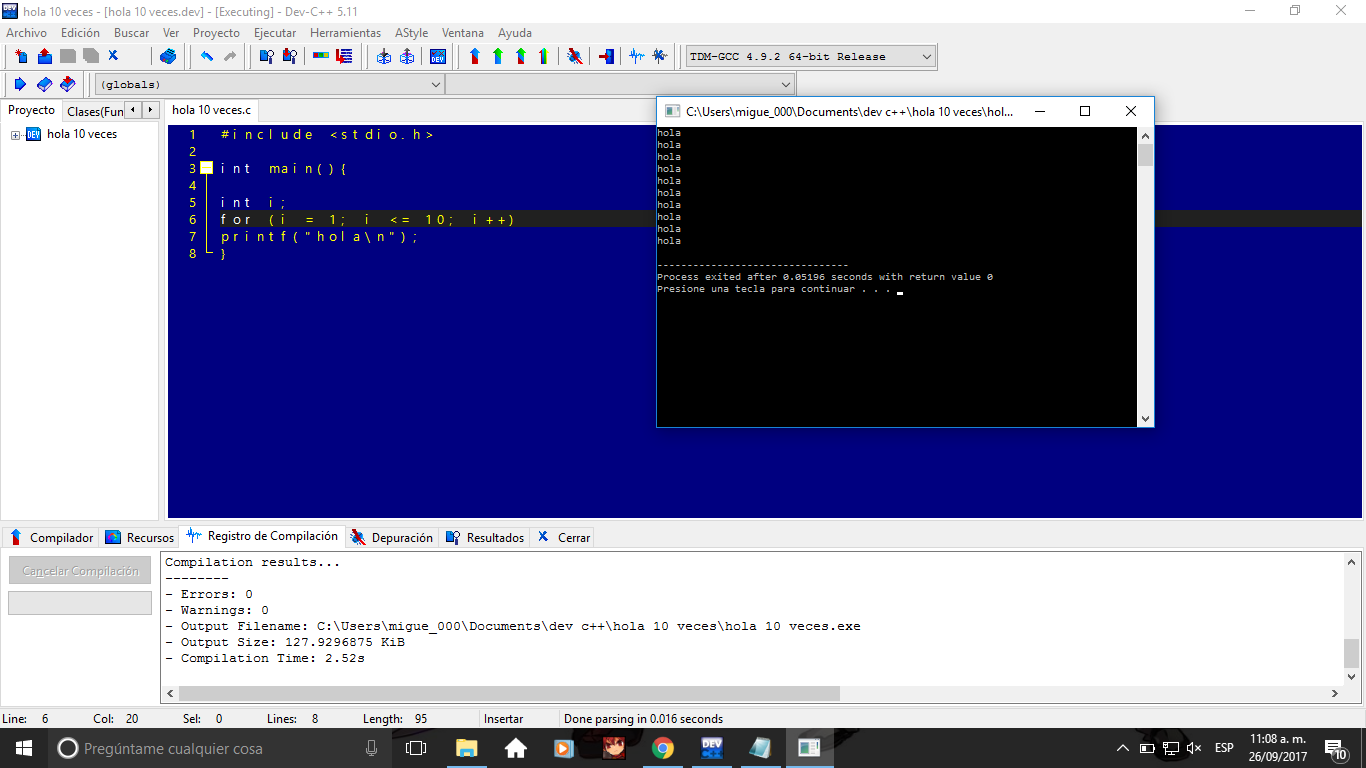 hola 10 veces - [hola 10 veces.dev] - [Executing] - Dev-C++ 5.11
Archivo Edición Buscar Ver Proyecto Ejecutar Herramientas AStyle Ventana Ayuda
TDM-GCC 4.9.2 64-bit Release
(globals)
Proyecto Clases(Fun
hola 10 veces
hola 10 veces.c
1 #include <stdio.h>
2
3 int main(){
4
5 int i;
6 for (i = 1; i <= 10; i++)
7 printf("hola\n");
8 }
C:\Users\migue_000\Documents\dev c++\hola 10 veces\hol...
hola
hola
hola
hola
hola
hola
hola
hola
hola
hola
--------------------------------
Process exited after 0.05196 seconds with return value 0
Presione una tecla para continuar . . .
Compilador Recursos Registro de Compilación Depuración Resultados Cerrar
Cancelar Compilación
Compilation results...
--------
- Errors: 0
- Warnings: 0
- Output Filename: C:\Users\migue_000\Documents\dev c++\hola 10 veces\hola 10 veces.exe
- Output Size: 127.9296875 KiB
- Compilation Time: 2.52s
Line: 6 Col: 20 Sel: 0 Lines: 8 Length: 95 Insertar Done parsing in 0.016 seconds
Pregúntame cualquier cosa
DEV
ESP
11:08 a. m.
26/09/2017
10